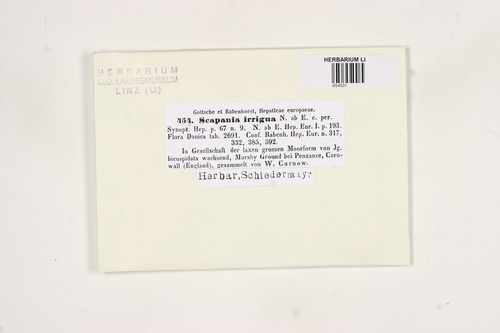 HERBARIUM
O.Ö. LANDESMUSEUM
LINZ (LI)
HERBARIUM LI
Gottsche et Rabenhorst, Hepaticae europaeae.
454. Scapania irrigua N. ab E. c. per.
Synops. Hep. p. 67 n. 9. N. ab E. Hep. Eur. I. p. 193.
Flora Danica tab. 2691. Conf. Rabenh. Hep. Eur. n. 317,
332, 385, 392.
In Gesellschaft der laxen grossen Moorform von Jg.
bicuspidata wachsend, Marshy Ground bei Penzance, Corn-
wall (England), gesammelt von W. Curnow.
Herbar, Schiedermayr